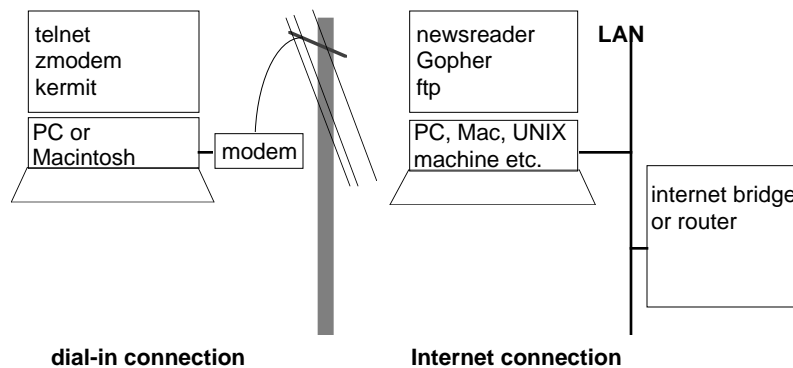 telnet
zmodem
kermit
PC or
Macintosh
modem
newsreader
Gopher
ftp
LAN
PC, Mac, UNIX
machine etc.
internet bridge
or router
dial-in connection
Internet connection